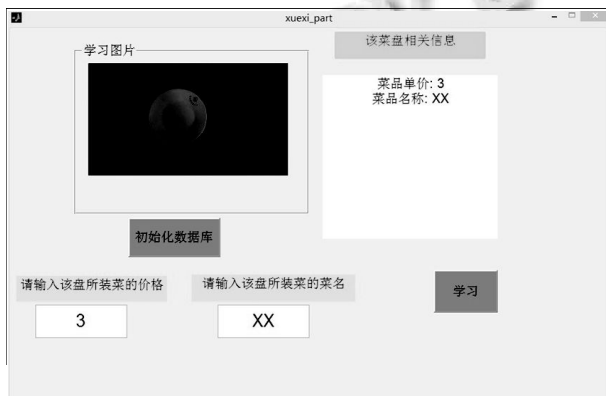 xuexi_part
学习图片
该菜盘相关信息
菜品单价: 3
菜品名称: XX
初始化数据库
请输入该盘所装菜的价格
请输入该盘所装菜的菜名
学习
3
XX